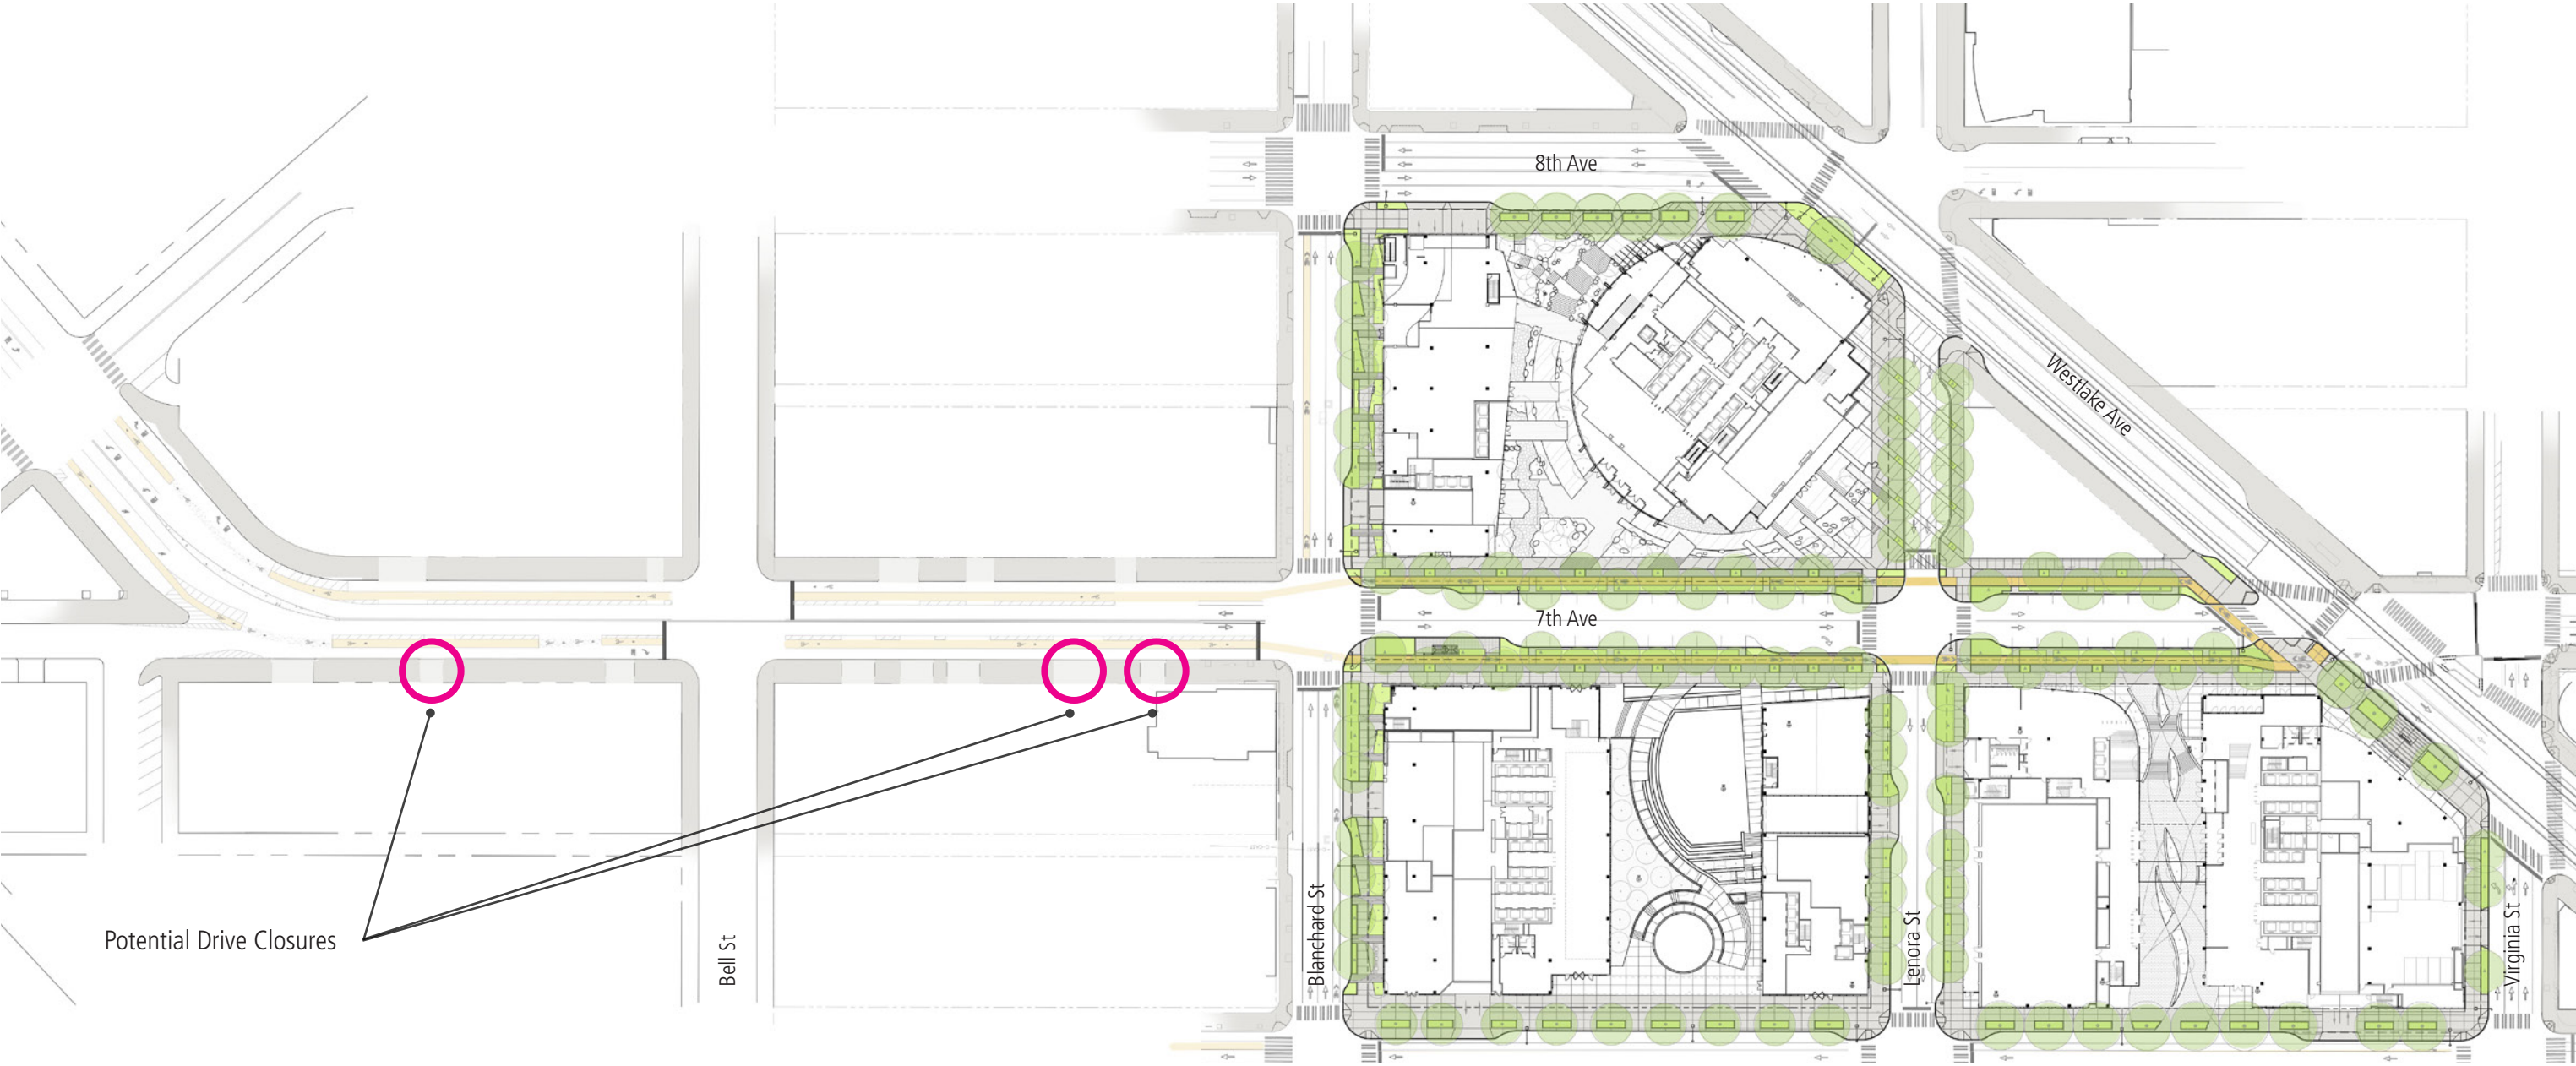 8th Ave
Westlake Ave
7th Ave
Potential Drive Closures
Bell St
Blanchard St
Lenora St
Virginia St